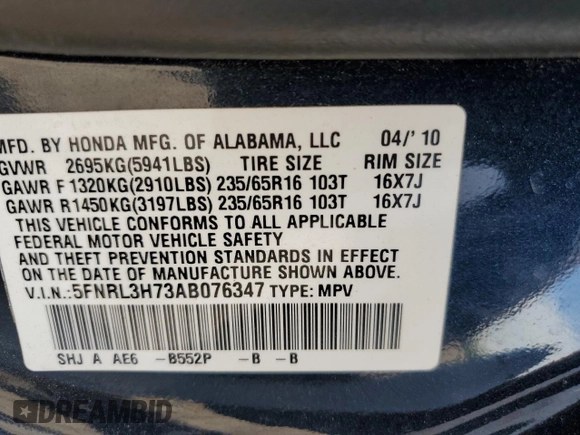 MFD. BY HONDA MFG. OF ALABAMA, LLC 04/' 10
GVWR 2695KG(5941LBS) TIRE SIZE RIM SIZE
GAWR F 1320KG(2910LBS) 235/65R16 103T 16X7J
GAWR R1450KG(3197LBS) 235/65R16 103T 16X7J
THIS VEHICLE CONFORMS TO ALL APPLICABLE
FEDERAL MOTOR VEHICLE SAFETY
AND THEFT PREVENTION STANDARDS IN EFFECT
ON THE DATE OF MANUFACTURE SHOWN ABOVE.
V.I.N.:5FNRL3H73AB076347 TYPE: MPV
SHJ A AE6 -B552P -B -B
DREAMBID